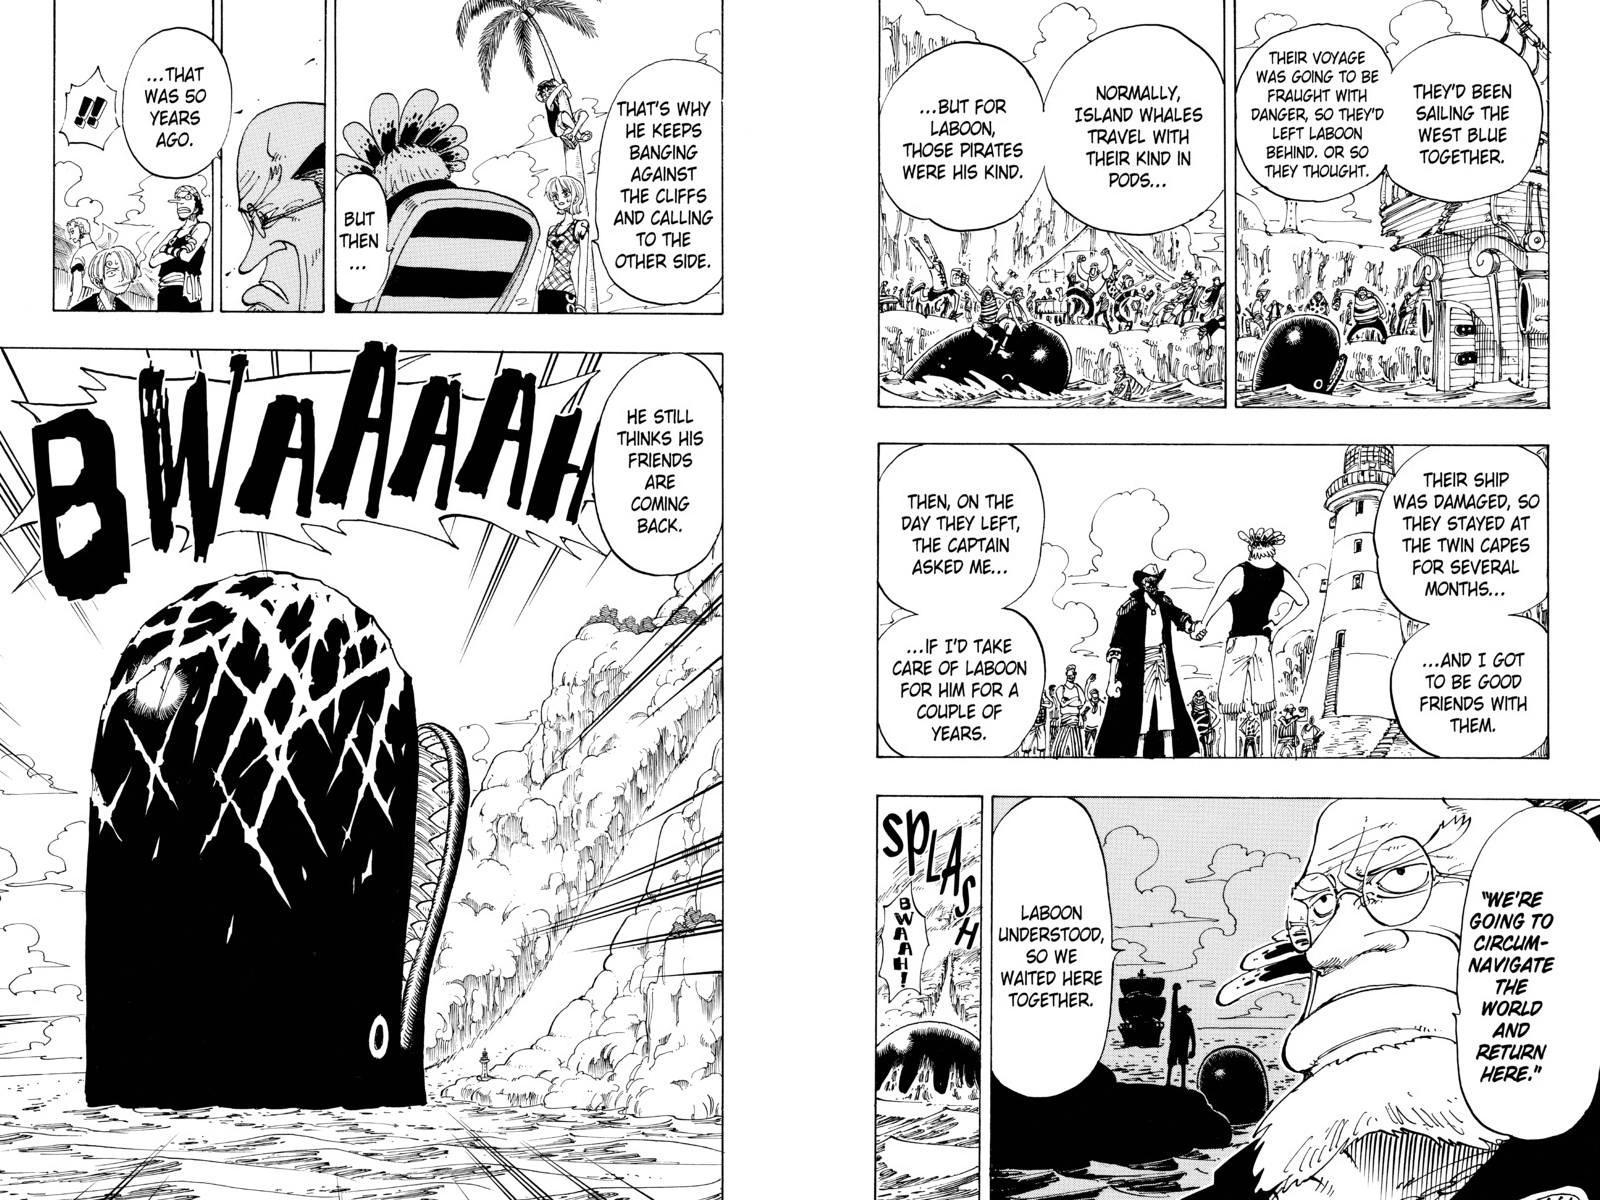 THEY'D BEEN
SAILING THE
WEST BLUE
TOGETHER.
THEIR VOYAGE
WAS GOING TO BE
FRAUGHT WITH
DANGER, SO THEY'D
LEFT LABOON
BEHIND. OR SO
THEY THOUGHT.
NORMALLY,
ISLAND WHALES
TRAVEL WITH
THEIR KIND IN
PODS...
...BUT FOR
LABOON,
THOSE PIRATES
WERE HIS KIND.
THEIR SHIP
WAS DAMAGED, SO
THEY STAYED AT
THE TWIN CAPES
FOR SEVERAL
MONTHS...
...AND I GOT
TO BE GOOD
FRIENDS WITH
THEM.
THEN, ON THE
DAY THEY LEFT,
THE CAPTAIN
ASKED ME...
...IF I'D TAKE
CARE OF LABOON
FOR HIM FOR A
COUPLE OF
YEARS.
"WE'RE
GOING TO
CIRCUM-
NAVIGATE
THE
WORLD
AND
RETURN
HERE."
LABOON
UNDERSTOOD,
SO WE
WAITED HERE
TOGETHER.
SPLASH
BWAAH!
THAT'S WHY
HE KEEPS
BANGING
AGAINST
THE CLIFFS
AND CALLING
TO THE
OTHER SIDE.
BUT
THEN
...
...THAT
WAS 50
YEARS
AGO.
!!
HE STILL
THINKS HIS
FRIENDS
ARE
COMING
BACK.
BWAAAAH